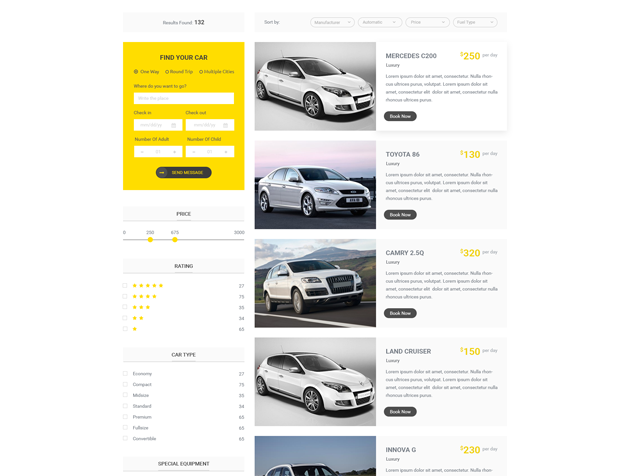 Results Found: 132
Sort by:
Manufacturer
Automatic
Price
Fuel Type
FIND YOUR CAR
One Way
Round Trip
Multiple Cities
Where do you want to go?
Enter the place
Check in
Check out
mm/dd/yy
mm/dd/yy
Number Of Adult
Number Of Child
- 01 +
- 01 +
SEND MESSAGE
PRICE
0
250
675
3000
RATING
27
75
35
34
65
CAR TYPE
Economy 27
Compact 75
Midsize 35
Standard 34
Premium 65
Fullsize 65
Convertible 65
SPECIAL EQUIPMENT
MERCEDES C200
$250 per day
Luxury
Lorem ipsum dolor sit amet, consectetur. Nulla rhon-
cus ultrices purus, volutpat. Lorem ipsum dolor sit
amet, consectetur elit dolor sit amet, consectetur nulla
rhoncus ultrices purus.
Book Now
TOYOTA 86
$130 per day
Luxury
Lorem ipsum dolor sit amet, consectetur. Nulla rhon-
cus ultrices purus, volutpat. Lorem ipsum dolor sit
amet, consectetur elit dolor sit amet, consectetur nulla
rhoncus ultrices purus.
Book Now
CAMRY 2.5Q
$320 per day
Luxury
Lorem ipsum dolor sit amet, consectetur. Nulla rhon-
cus ultrices purus, volutpat. Lorem ipsum dolor sit
amet, consectetur elit dolor sit amet, consectetur nulla
rhoncus ultrices purus.
Book Now
LAND CRUISER
$150 per day
Luxury
Lorem ipsum dolor sit amet, consectetur. Nulla rhon-
cus ultrices purus, volutpat. Lorem ipsum dolor sit
amet, consectetur elit dolor sit amet, consectetur nulla
rhoncus ultrices purus.
Book Now
INNOVA G
$230 per day
Luxury
Lorem ipsum dolor sit amet, consectetur. Nulla rhon-